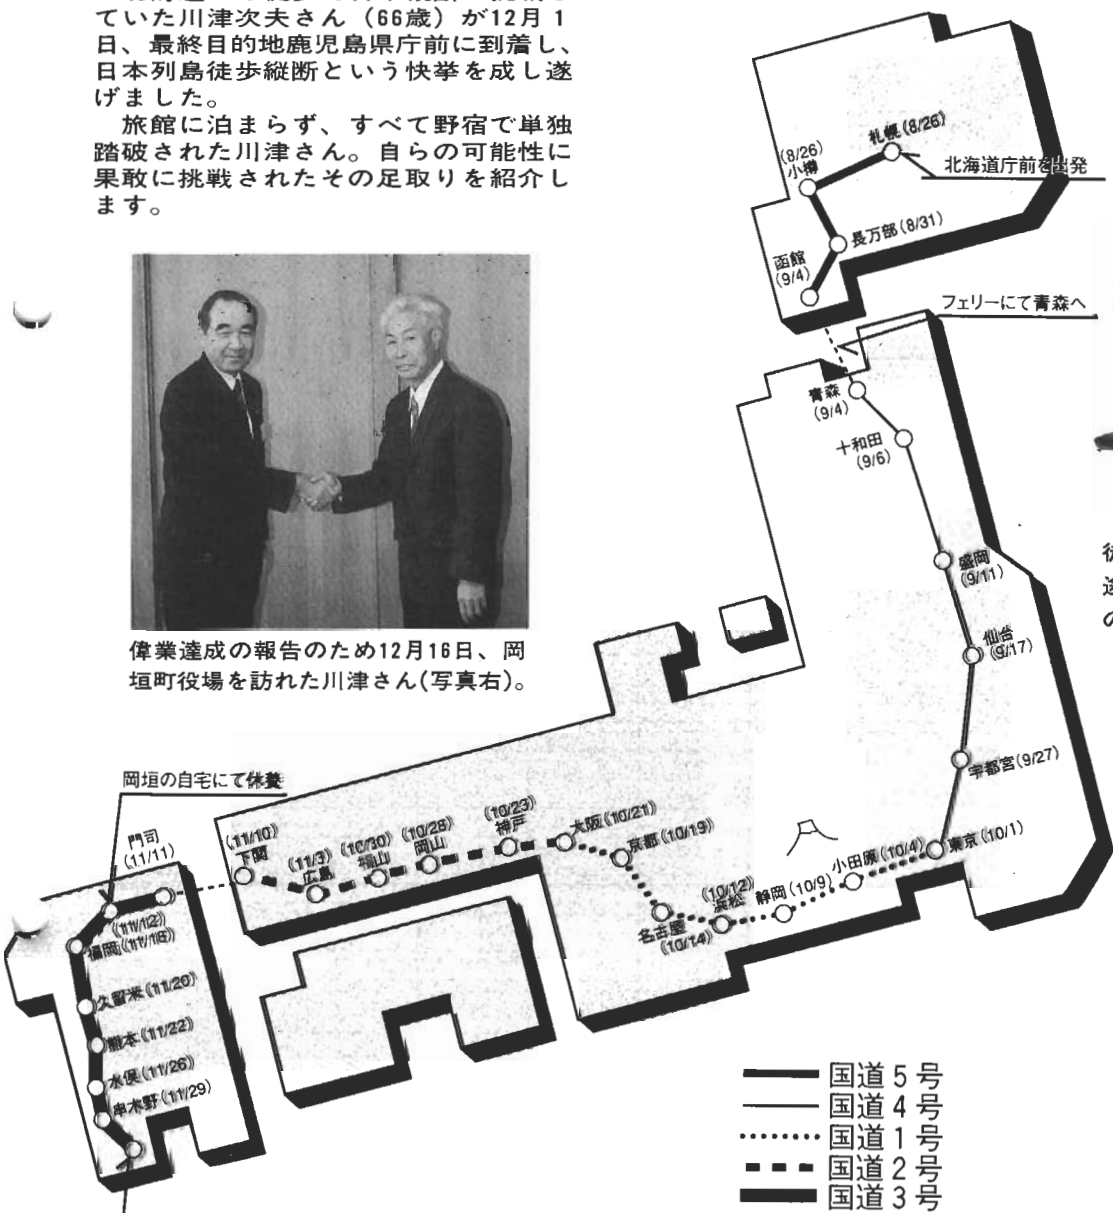 ていた川津次夫さん（66歳）が12月1
日、最終目的地鹿児島県庁前に到着し、
日本列島徒歩縦断という快挙を成し遂
げました。
旅館に泊まらず、すべて野宿で単独
踏破された川津さん。自らの可能性に
果敢に挑戦されたその足取りを紹介し
ます。
偉業達成の報告のため12月16日、岡
垣町役場を訪れた川津さん(写真右)。
札幌(8/26)
(8/26)
小樽
北海道庁前を出発
長万部(8/31)
函館
(9/4)
フェリーにて青森へ
青森
(9/4)
十和田
(9/6)
盛岡
(9/11)
仙台
(9/17)
宇都宮(9/27)
東京(10/1)
小田原(10/4)
静岡(10/9)
(10/12)
浜松
名古屋
(10/14)
京都(10/19)
大阪(10/21)
(10/23)
神戸
(10/28)
岡山
(10/30)
福山
(11/3)
広島
(11/10)
下関
門司
(11/11)
岡垣の自宅にて休養
(11/12)
福岡(11/18)
久留米(11/20)
熊本(11/22)
水俣(11/26)
串木野(11/29)
国道5号
国道4号
国道1号
国道2号
国道3号